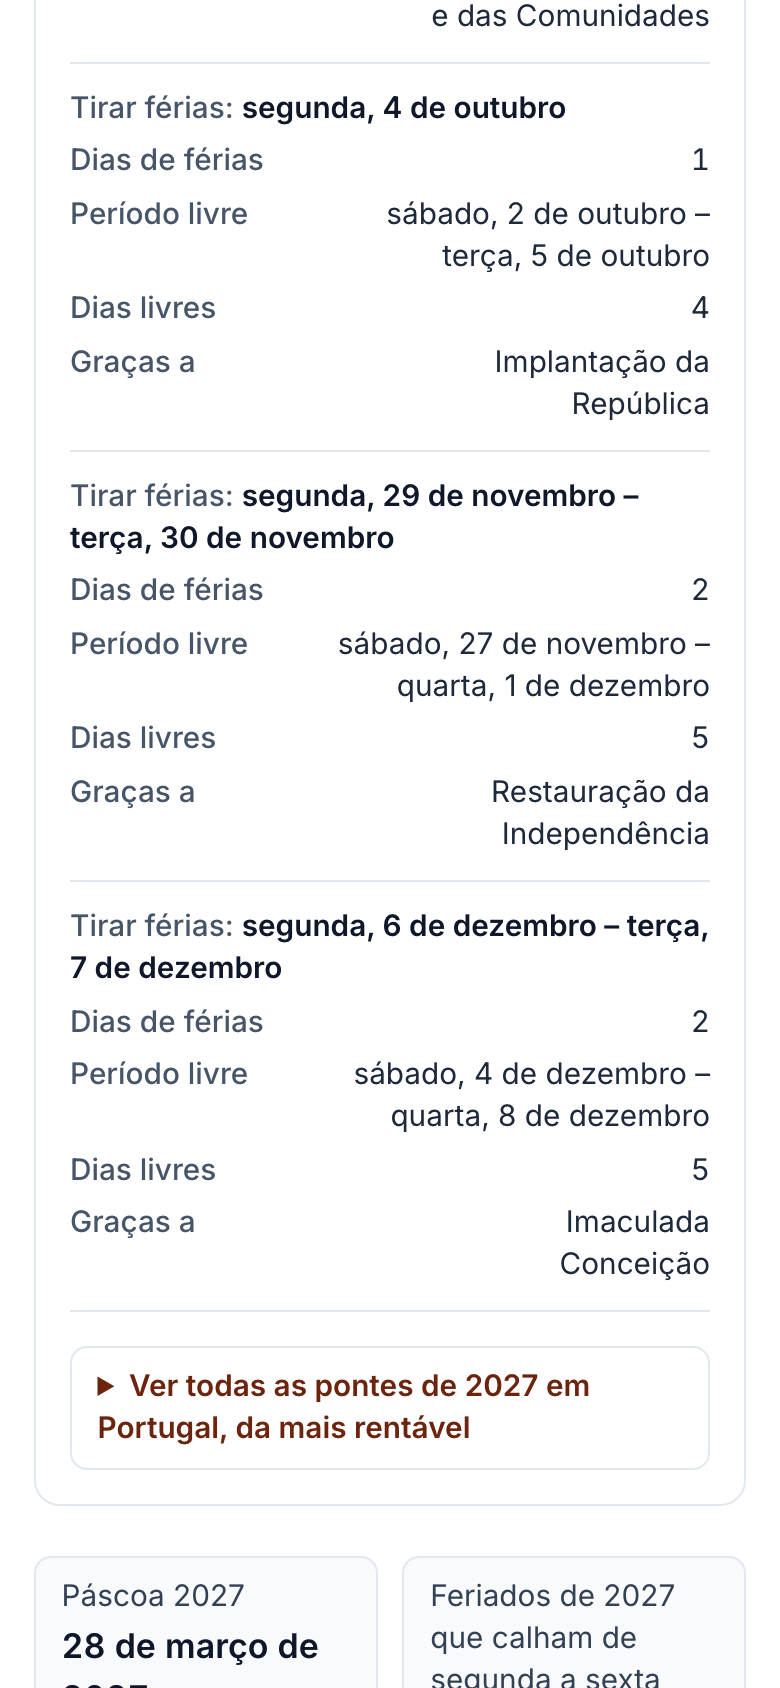 e das Comunidades
Tirar férias: segunda, 4 de outubro
Dias de férias 1
Período livre sábado, 2 de outubro –
terça, 5 de outubro
Dias livres 4
Graças a Implantação da
República
Tirar férias: segunda, 29 de novembro –
terça, 30 de novembro
Dias de férias 2
Período livre sábado, 27 de novembro –
quarta, 1 de dezembro
Dias livres 5
Graças a Restauração da
Independência
Tirar férias: segunda, 6 de dezembro – terça,
7 de dezembro
Dias de férias 2
Período livre sábado, 4 de dezembro –
quarta, 8 de dezembro
Dias livres 5
Graças a Imaculada
Conceição
▶ Ver todas as pontes de 2027 em
Portugal, da mais rentável
Páscoa 2027
28 de março de
2027
Feriados de 2027
que calham de
segunda a sexta